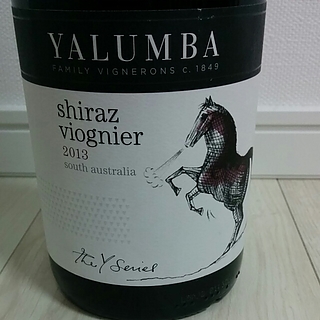 YALUMBA
FAMILY VIGNERONS c. 1849
shiraz
viognier
2013
south australia
the Y Series